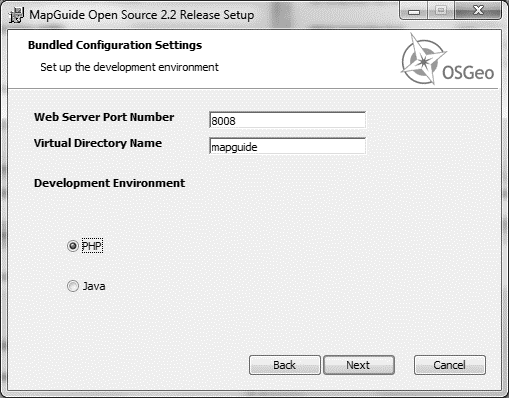 MapGuide Open Source 2.2 Release Setup
Bundled Configuration Settings
Set up the development environment
OSGeo
Web Server Port Number 8008
Virtual Directory Name mapguide
Development Environment
PHP
Java
Back Next Cancel